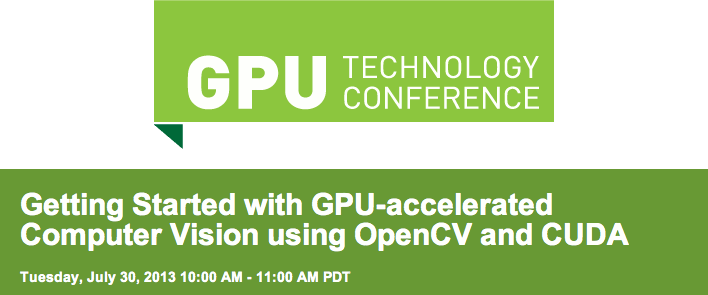 GPU TECHNOLOGY
CONFERENCE
Getting Started with GPU-accelerated
Computer Vision using OpenCV and CUDA
Tuesday, July 30, 2013 10:00 AM - 11:00 AM PDT